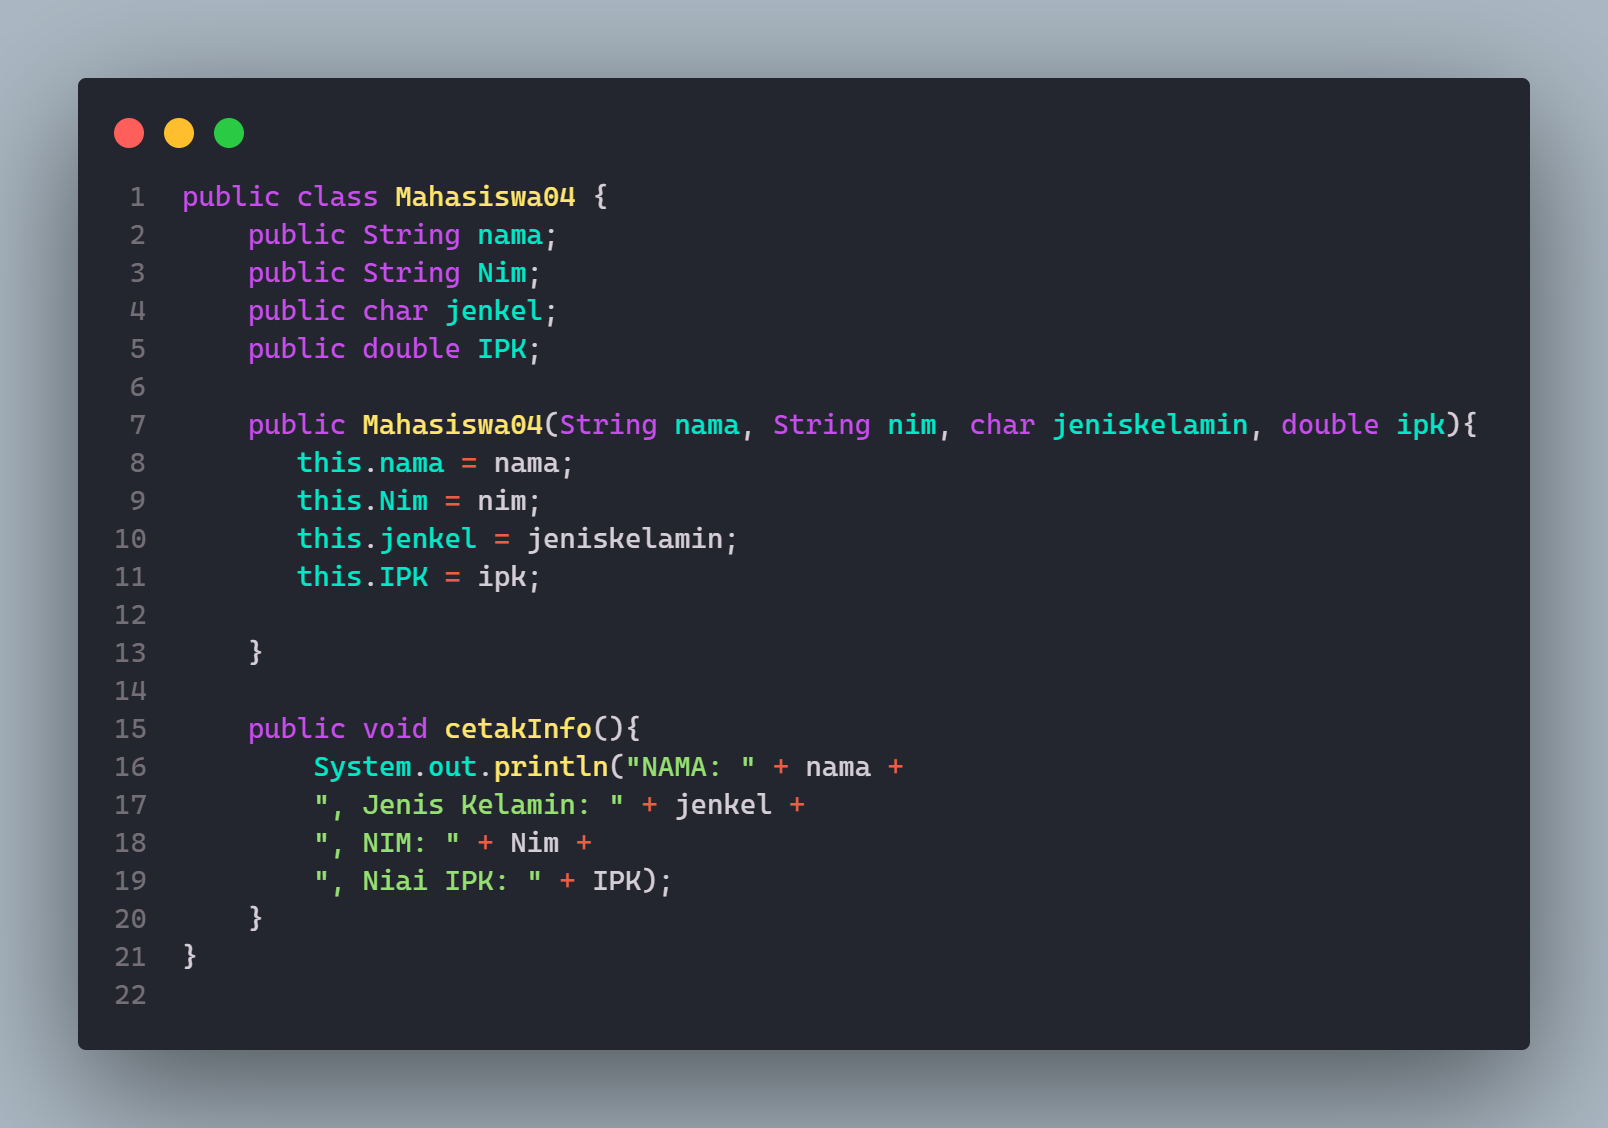 1 public class Mahasiswa04 {
2     public String nama;
3     public String Nim;
4     public char jenkel;
5     public double IPK;
6
7     public Mahasiswa04(String nama, String nim, char jeniskelamin, double ipk){
8        this.nama = nama;
9        this.Nim = nim;
10        this.jenkel = jeniskelamin;
11        this.IPK = ipk;
12
13     }
14
15     public void cetakInfo(){
16         System.out.println("NAMA: " + nama +
17         ", Jenis Kelamin: " + jenkel +
18         ", NIM: " + Nim +
19         ", Niai IPK: " + IPK);
20     }
21 }
22